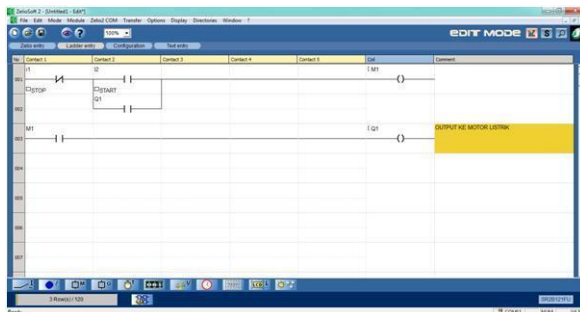 ZelioSoft 2 - [Untitled1 - Edit*]
File Edit Mode Module Zelio2 COM Transfer Options Display Directories Window ?
100%
EDIT MODE
Zelio entry Ladder entry Configuration Text entry
No Contact 1 Contact 2 Contact 3 Contact 4 Contact 5 Coil Comment
I1 I2 [ M1
001
STOP START
Q1
002
M1 [ Q1 OUTPUT KE MOTOR LISTRIK
003
004
005
006
007
3 Row(s) / 120
SR2B121FU